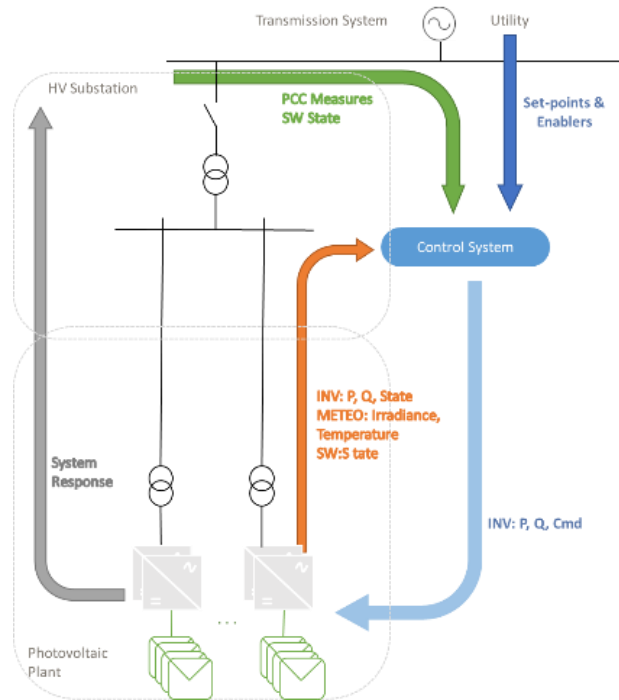 Transmission System
Utility
HV Substation
PCC Measures
SW State
Set-points &
Enablers
Control System
INV: P, Q, State
METEO: Irradiance,
Temperature
SW:S tate
System
Response
INV: P, Q, Cmd
...
Photovoltaic
Plant